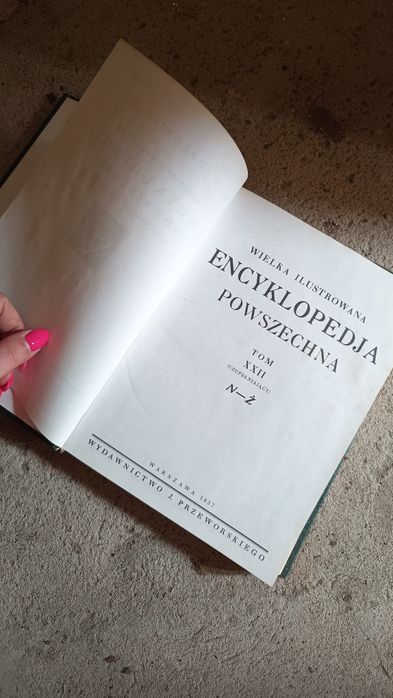 WIELKA ILUSTROWANA
ENCYKLOPEDJA
POWSZECHNA
TOM
XXII
(UZUPEŁNIAJĄCY)
N—Ż
WARSZAWA 1937
WYDAWNICTWO J. PRZEWORSKIEGO